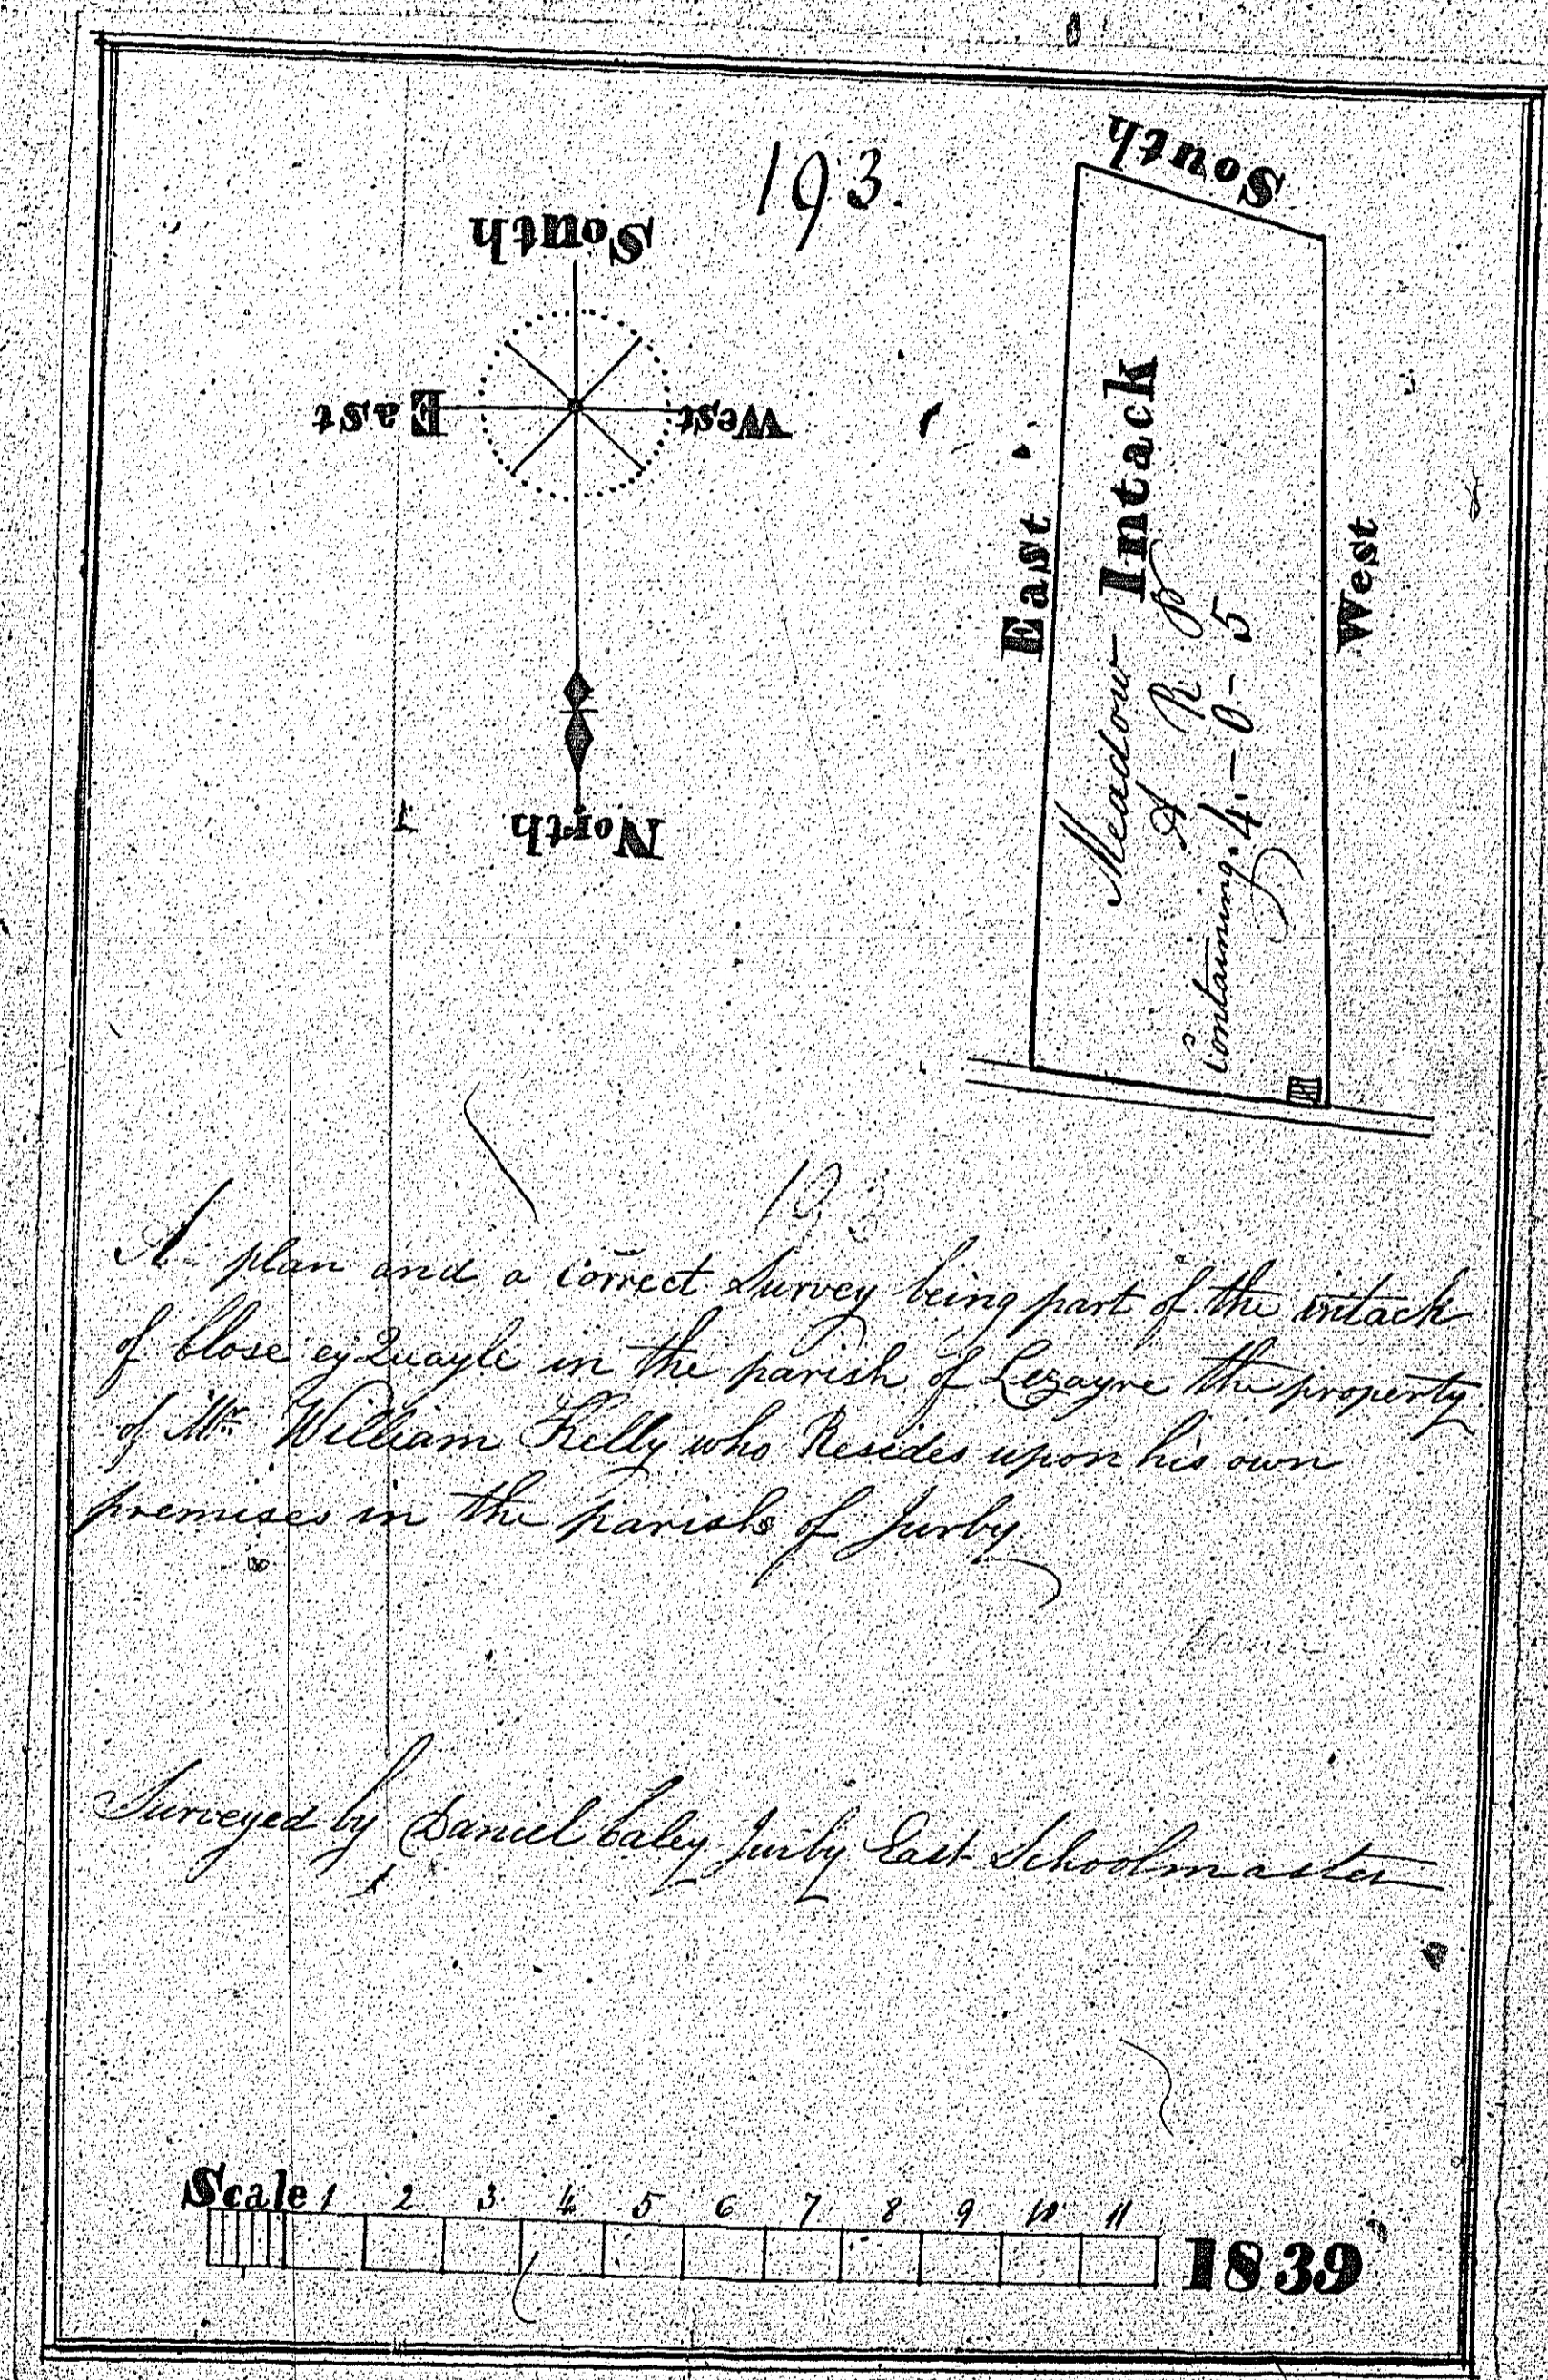 193.
South
South
East
West
North
East
Meadow Intack
A R P
Containing. 4.-0-5
West
193
A plan and a correct Survey being part of the intack
of Close ey Quayle in the parish of Lezayre the property
of Mr William Kelly who Resides upon his own
premises in the parish of Jurby
Surveyed by Daniel Caley Jurby East Schoolmaster
Scale 1 2 3 4 5 6 7 8 9 10 11
1839